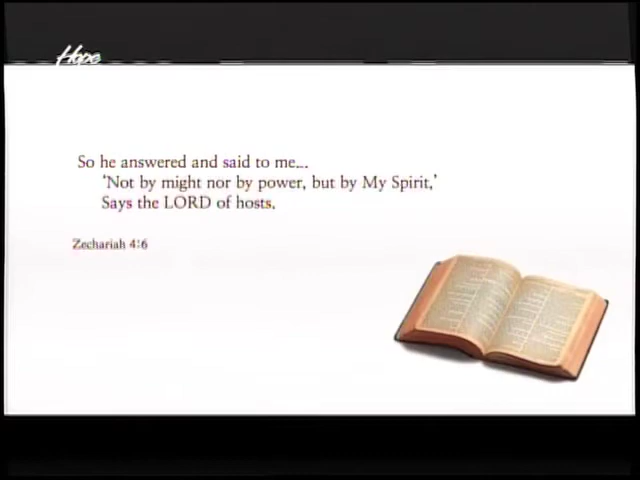 Hope
So he answered and said to me...
'Not by might nor by power, but by My Spirit,'
Says the LORD of hosts.
Zechariah 4:6